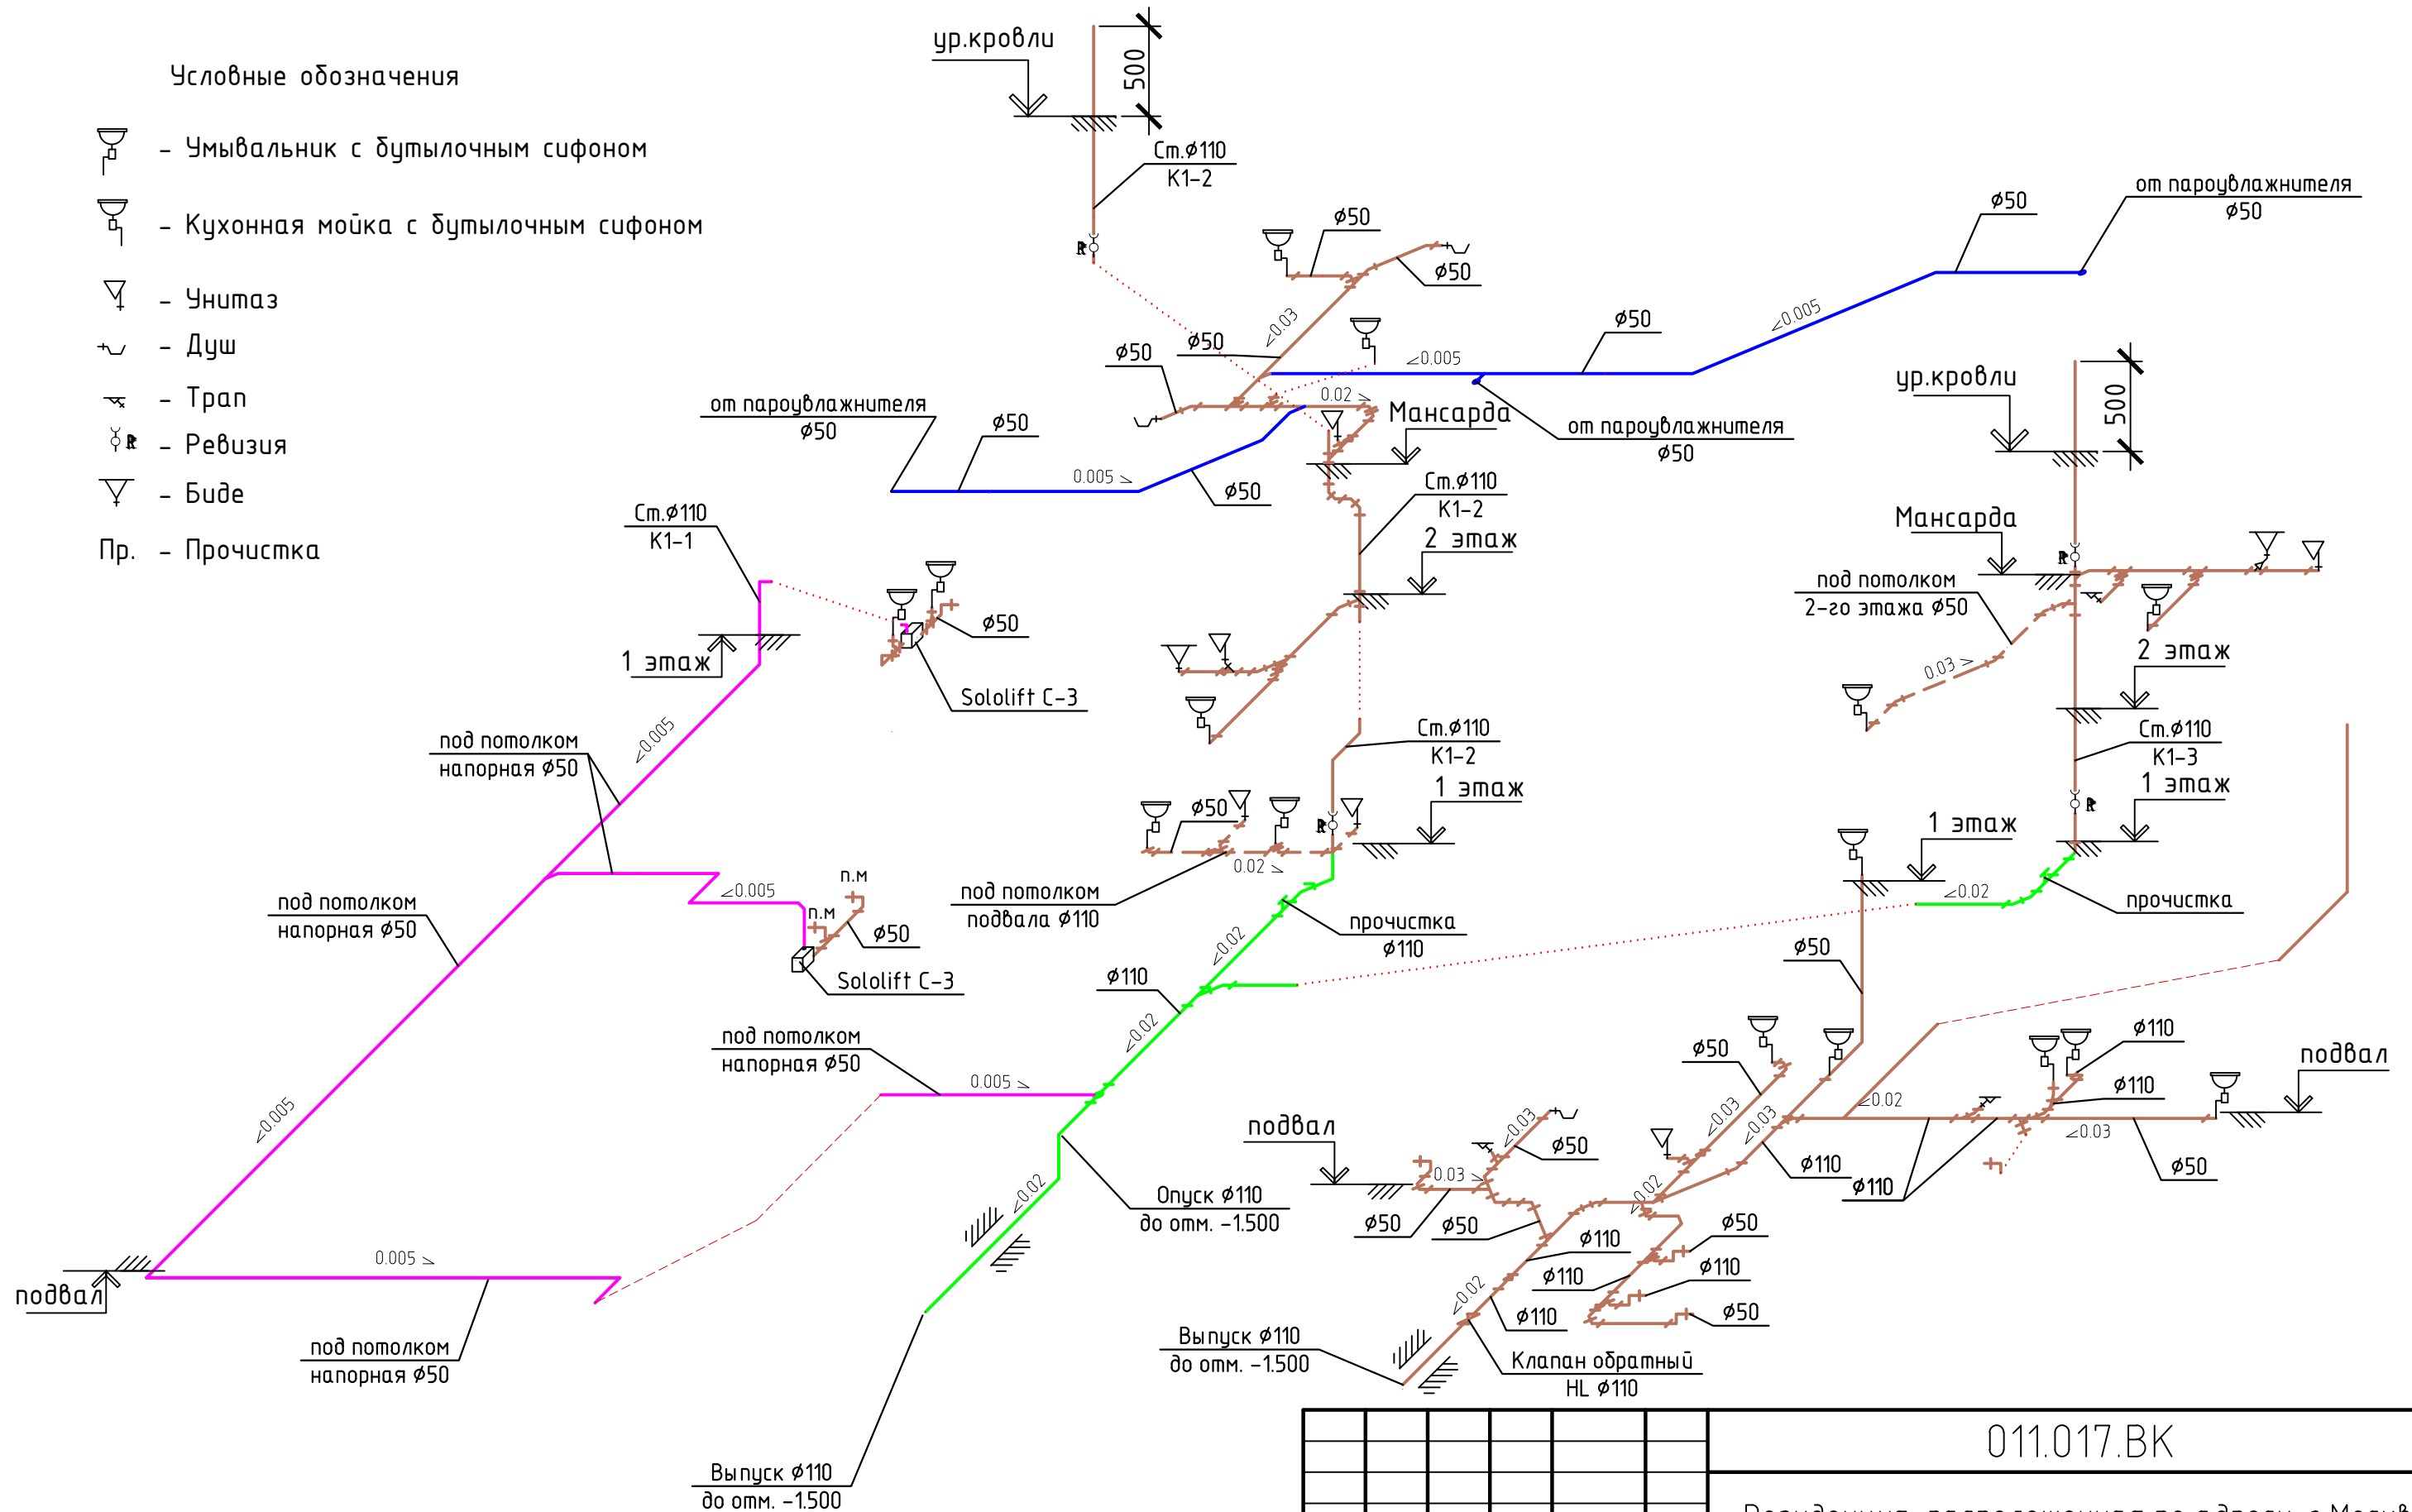 Условные обозначения
– Умывальник с бутылочным сифоном
– Кухонная мойка с бутылочным сифоном
– Унитаз
– Душ
– Трап
– Ревизия
– Биде
Пр. – Прочистка
ур.кровли
500
Ст.ø110
К1-2
ø50
ø50
<0.03
ø50
ø50
<0.005
ø50
<0.005
ø50
от пароувлажнителя
ø50
0.02 >
от пароувлажнителя
ø50
от пароувлажнителя
ø50
ø50
0.005 >
ø50
Мансарда
Ст.ø110
К1-2
2 этаж
ур.кровли
500
Мансарда
под потолком
2-го этажа ø50
0.03 >
2 этаж
Ст.ø110
К1-3
1 этаж
1 этаж
<0.02
прочистка
Ст.ø110
К1-1
1 этаж
ø50
Sololift C-3
<0.005
под потолком
напорная ø50
<0.005
п.м
п.м
ø50
Sololift C-3
под потолком
напорная ø50
<0.005
Ст.ø110
К1-2
1 этаж
ø50
0.02 >
под потолком
подвала ø110
прочистка
ø110
<0.02
ø110
<0.02
под потолком
напорная ø50
0.005 >
Опуск ø110
до отм. -1.500
<0.02
подвал
0.005 >
под потолком
напорная ø50
Выпуск ø110
до отм. -1.500
ø50
ø50
<0.03
<0.03
ø110
<0.02
ø110
ø110
ø110
подвал
<0.03
ø50
подвал
<0.03
ø50
0.03 >
ø50
ø50
<0.02
ø50
ø110
ø110
ø110
ø50
<0.02
ø110
Выпуск ø110
до отм. -1.500
Клапан обратный
HL ø110
011.017.ВК